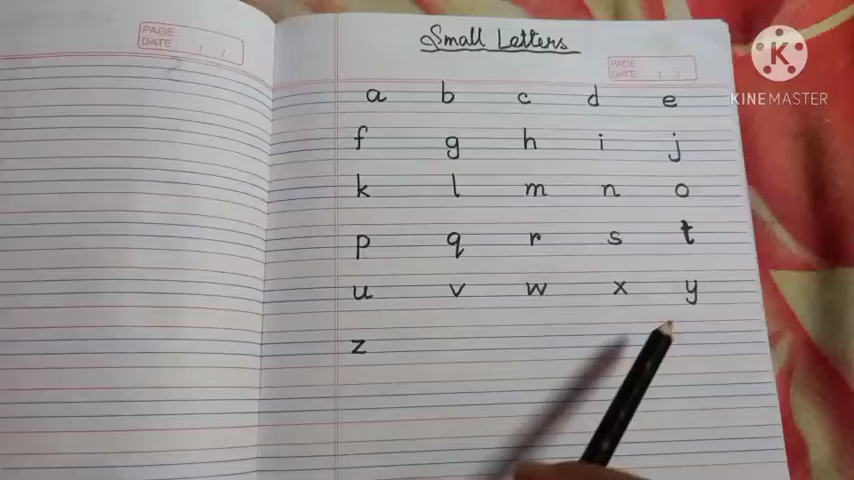 PAGE
DATE / /
Small Letters
PAGE
DATE / /
a b c d e
f g h i j
k l m n o
p q r s t
u v w x y
z
K
KINEMASTER